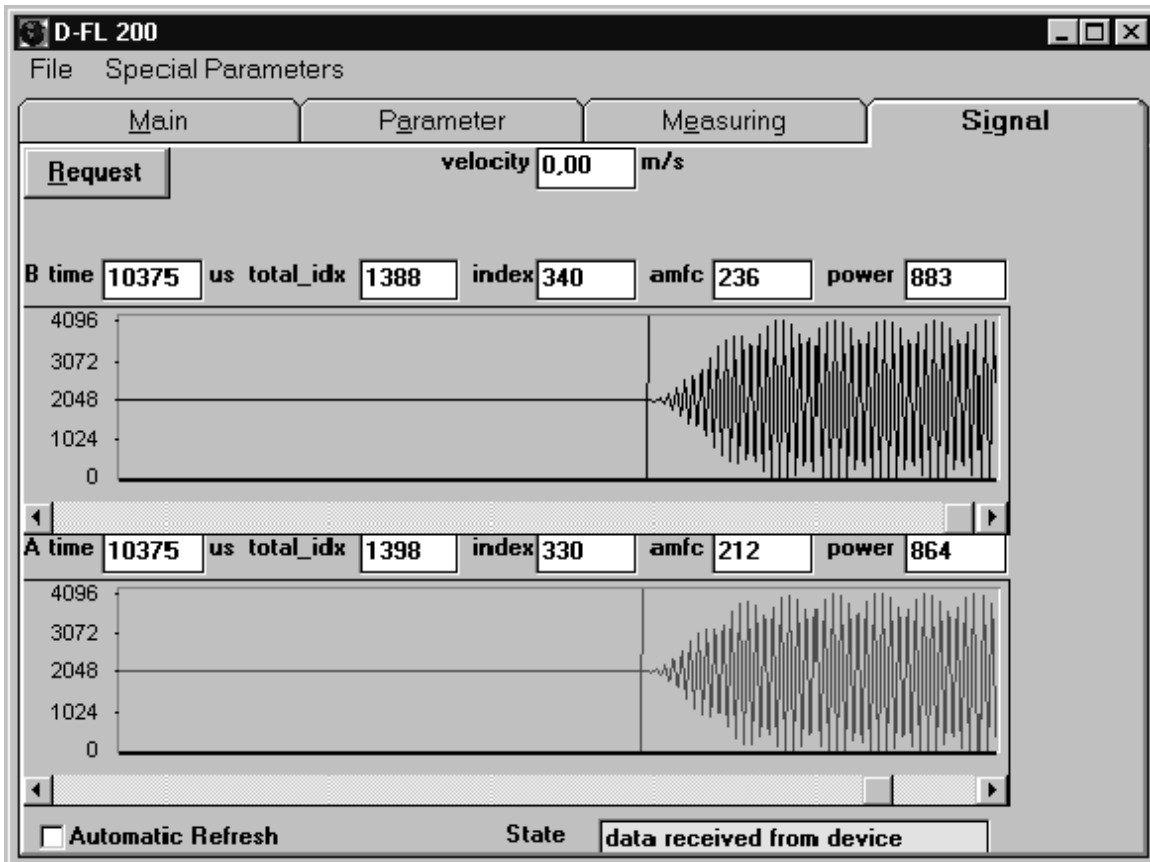 D-FL 200
File Special Parameters
Main Parameter Measuring Signal
Request velocity 0,00 m/s
B time 10375 us total_idx 1388 index 340 amfc 236 power 883
4096
3072
2048
1024
0
A time 10375 us total_idx 1398 index 330 amfc 212 power 864
4096
3072
2048
1024
0
Automatic Refresh State data received from device